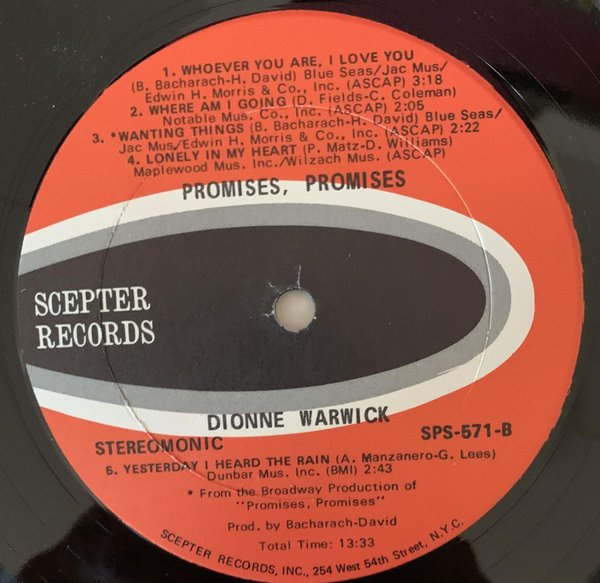 1. WHOEVER YOU ARE, I LOVE YOU
(B. Bacharach-H. David) Blue Seas/Jac Mus/
Edwin H. Morris & Co., Inc. (ASCAP) 3:18
2. WHERE AM I GOING (D. Fields-C. Coleman)
Notable Mus. Co., Inc. (ASCAP) 2:05
3. *WANTING THINGS (B. Bacharach-H. David) Blue Seas/
Jac Mus/Edwin H. Morris & Co., Inc. (ASCAP) 2:22
4. LONELY IN MY HEART (P. Matz-D. Williams)
Maplewood Mus. Inc./Wilzach Mus. (ASCAP)
PROMISES, PROMISES
SCEPTER
RECORDS
DIONNE WARWICK
STEREOMONIC
SPS-571-B
5. YESTERDAY I HEARD THE RAIN (A. Manzanero-G. Lees)
Dunbar Mus. Inc. (BMI) 2:43
* From the Broadway Production of
"Promises, Promises"
Prod. by Bacharach-David
Total Time: 13:33
SCEPTER RECORDS, INC., 254 West 54th Street, N.Y.C.